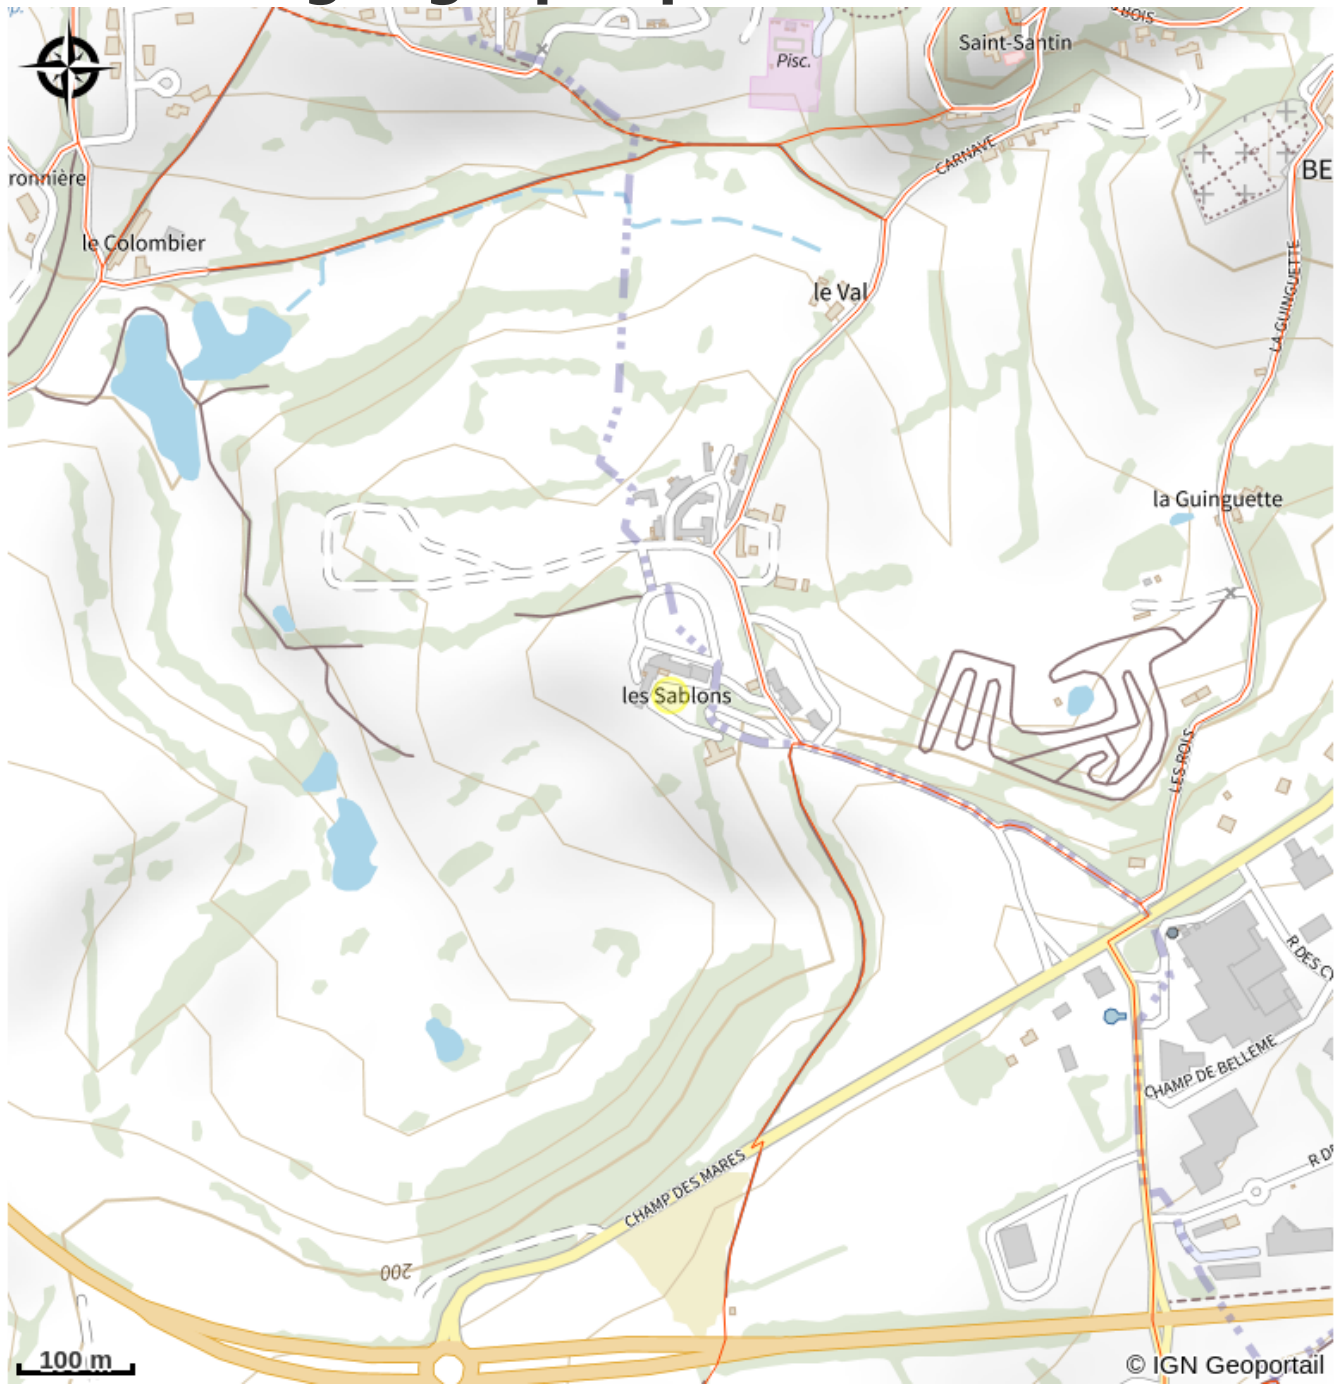 BOIS
Saint-Santin
Pisc.
CARNAVE
BE
ronnière
le Colombier
LA GUINGUETTE
le Val
la Guinguette
les Sablons
LES ROIS
R DES C
CHAMP DE BELLEME
CHAMP DES MARES
R D
200
100 m
© IGN Geoportail